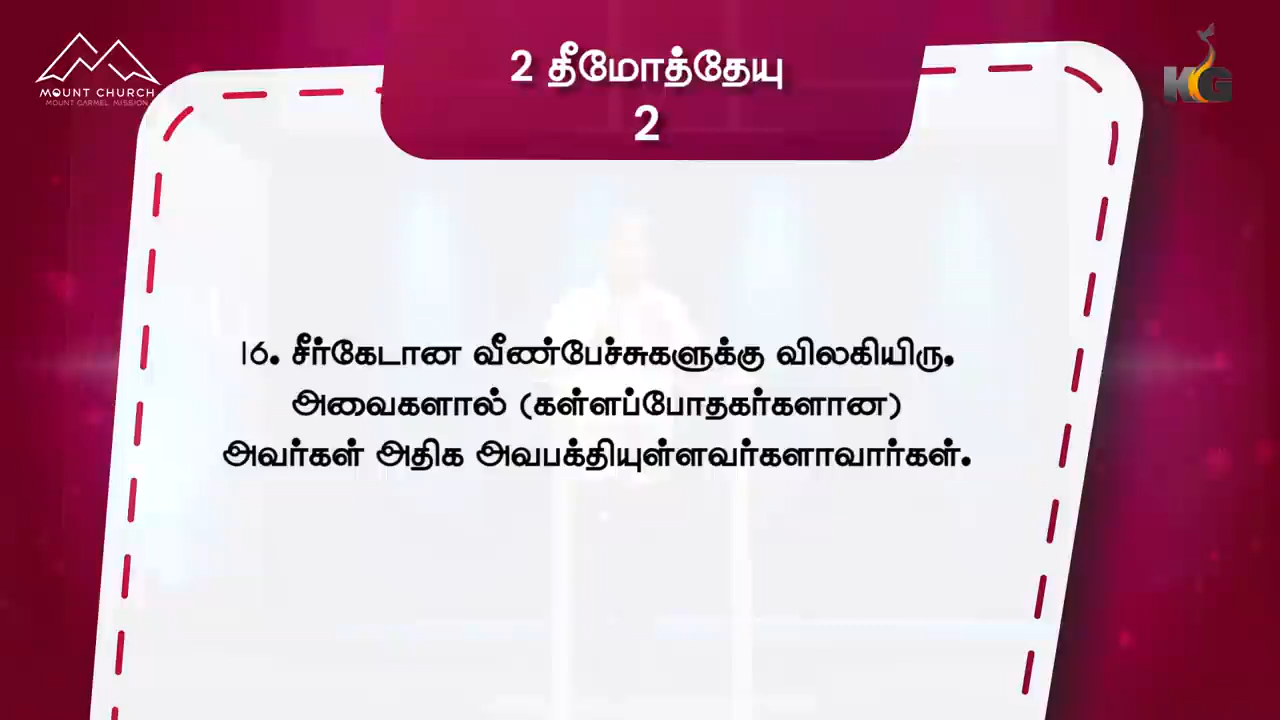 MOUNT CHURCH
MOUNT CARMEL MISSION
2 தீமோத்தேயு
2
KG
16. சீர்கேடான வீண்பேச்சுகளுக்கு விலகியிரு,
அவைகளால் (கள்ளப்போதகர்களான)
அவர்கள் அதிக அவபக்தியுள்ளவர்களாவார்கள்.